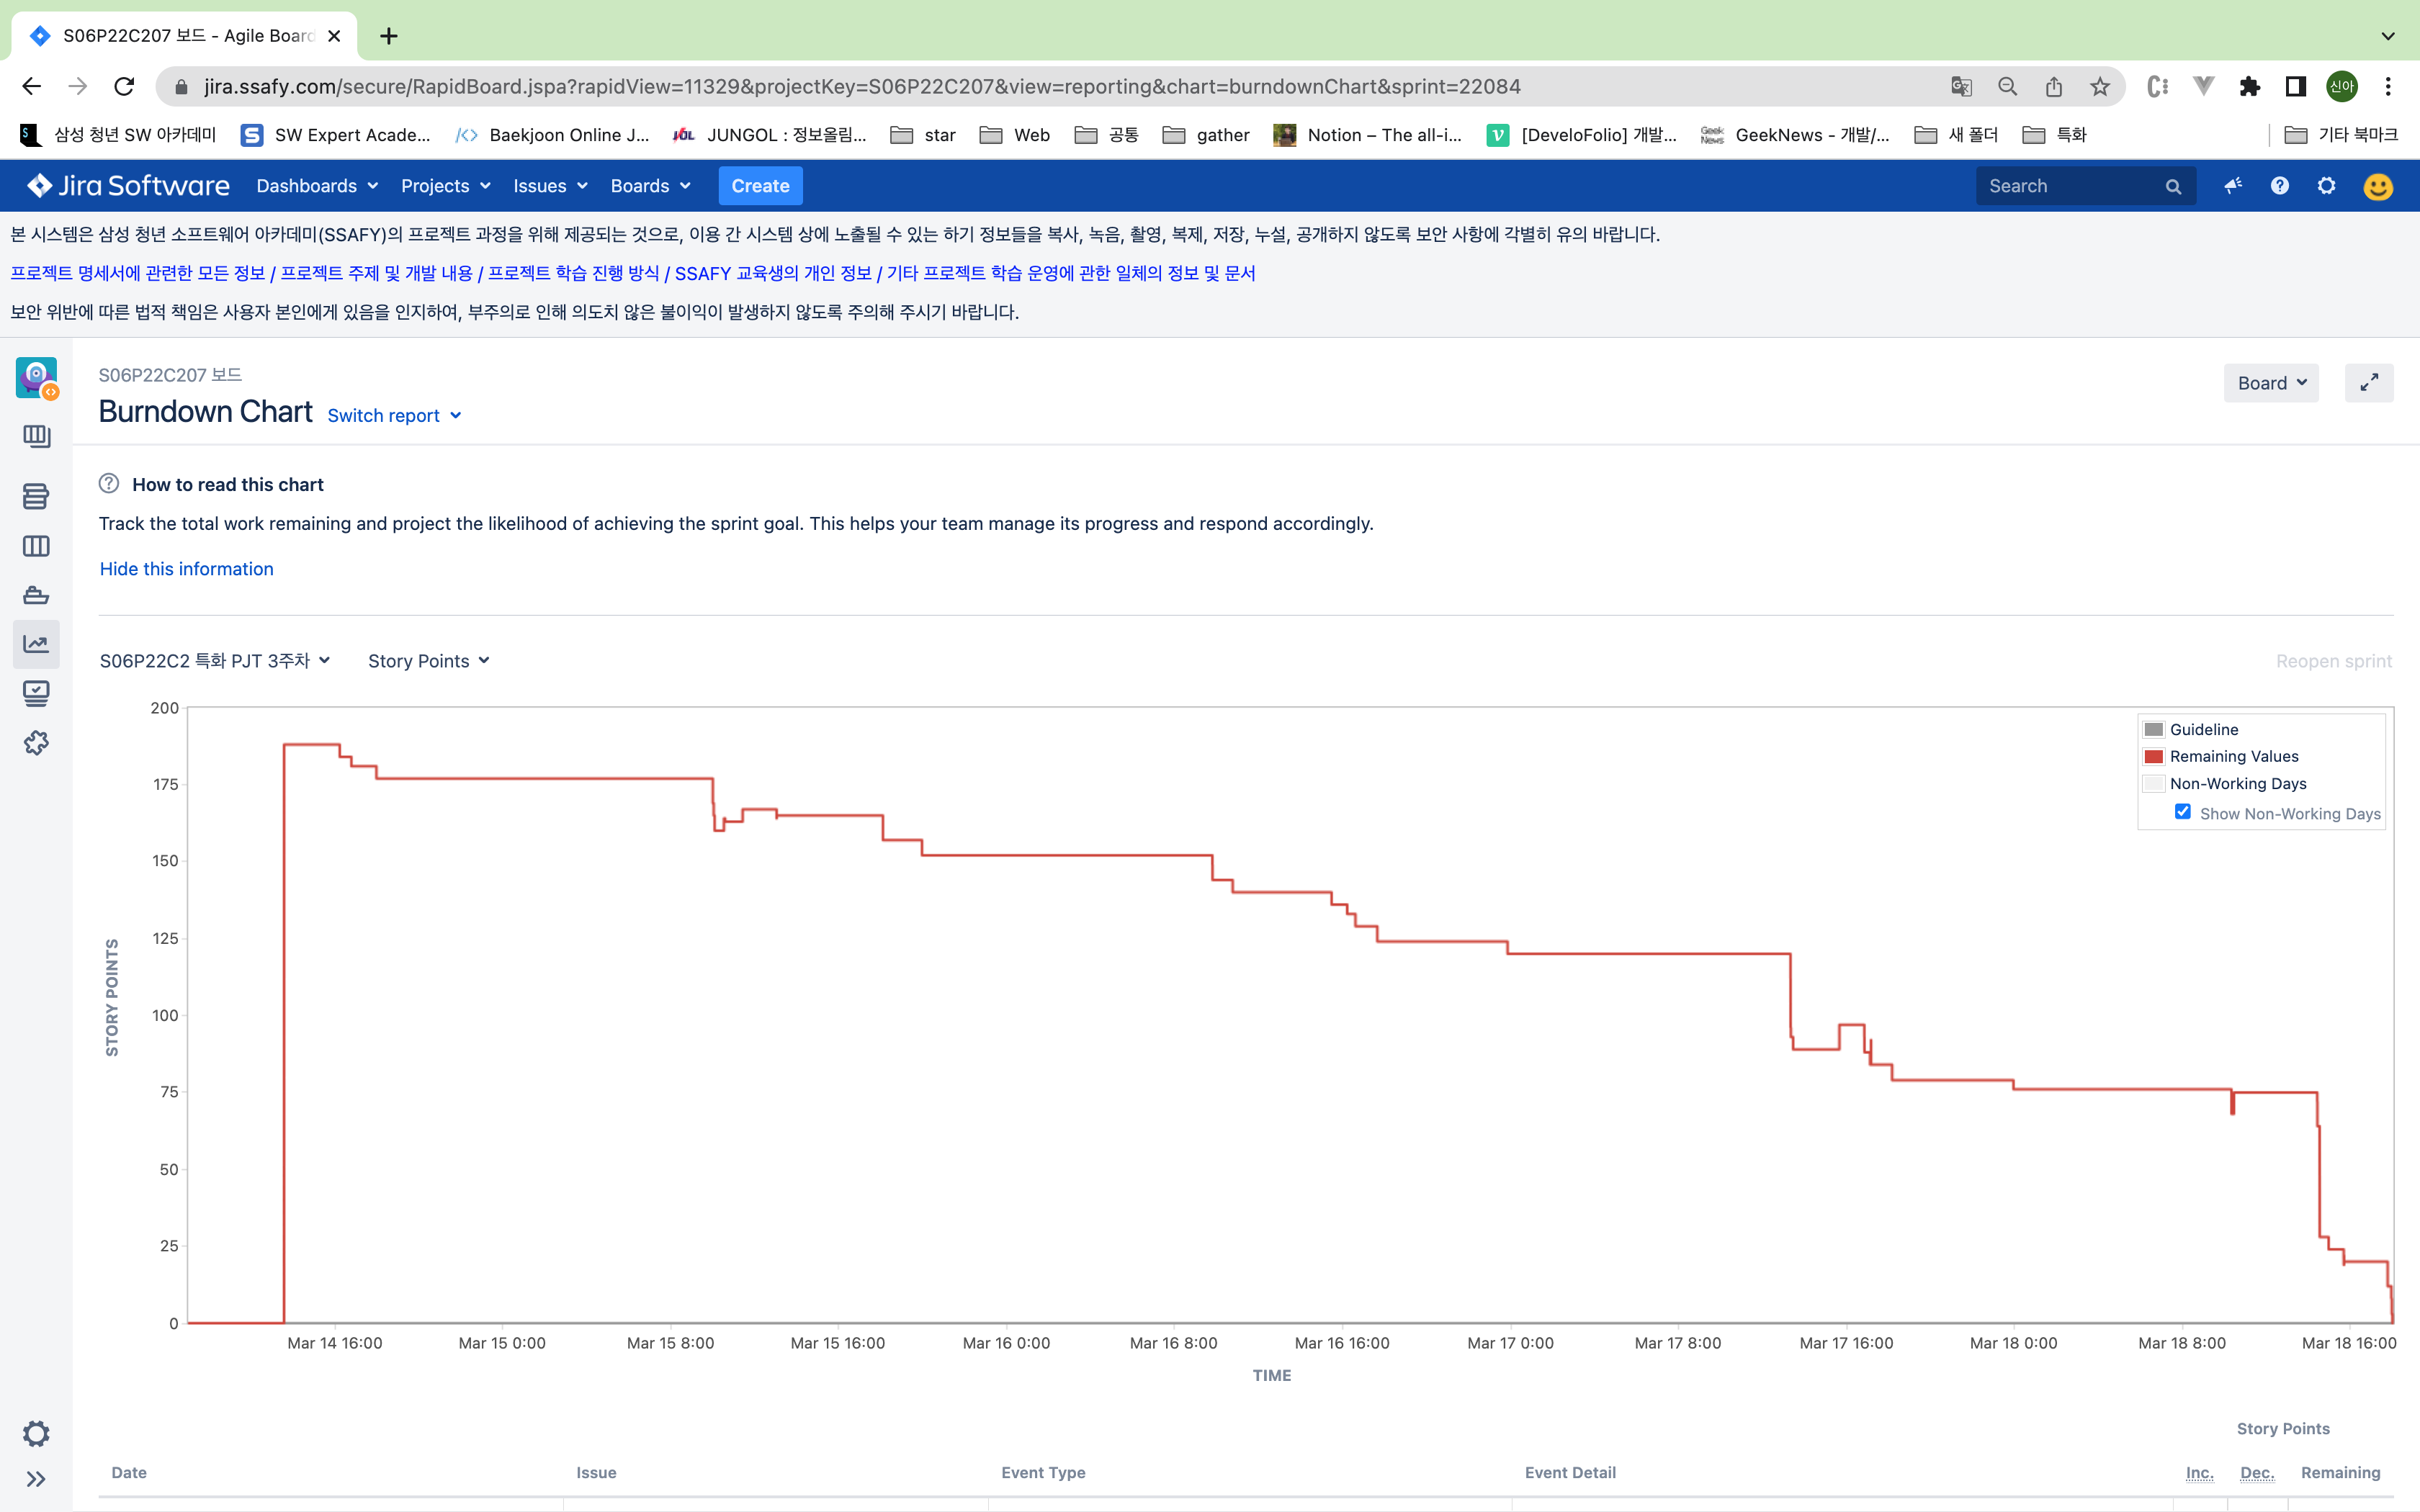 S06P22C207 보드 - Agile Board
jira.ssafy.com/secure/RapidBoard.jspa?rapidView=11329&projectKey=S06P22C207&view=reporting&chart=burndownChart&sprint=22084
신아
삼성 청년 SW 아카데미
SW Expert Acade...
Baekjoon Online J...
JUNGOL : 정보올림...
star
Web
공통
gather
Notion – The all-i...
[DeveloFolio] 개발...
GeekNews - 개발/...
새 폴더
특화
기타 북마크
Jira Software
Dashboards
Projects
Issues
Boards
Create
Search
본 시스템은 삼성 청년 소프트웨어 아카데미(SSAFY)의 프로젝트 과정을 위해 제공되는 것으로, 이용 간 시스템 상에 노출될 수 있는 하기 정보들을 복사, 녹음, 촬영, 복제, 저장, 누설, 공개하지 않도록 보안 사항에 각별히 유의 바랍니다.
프로젝트 명세서에 관련한 모든 정보 / 프로젝트 주제 및 개발 내용 / 프로젝트 학습 진행 방식 / SSAFY 교육생의 개인 정보 / 기타 프로젝트 학습 운영에 관한 일체의 정보 및 문서
보안 위반에 따른 법적 책임은 사용자 본인에게 있음을 인지하여, 부주의로 인해 의도치 않은 불이익이 발생하지 않도록 주의해 주시기 바랍니다.
S06P22C207 보드
Burndown Chart
Switch report
Board
How to read this chart
Track the total work remaining and project the likelihood of achieving the sprint goal. This helps your team manage its progress and respond accordingly.
Hide this information
S06P22C2 특화 PJT 3주차
Story Points
Reopen sprint
Guideline
Remaining Values
Non-Working Days
Show Non-Working Days
200
175
150
125
100
75
50
25
0
STORY POINTS
Mar 14 16:00
Mar 15 0:00
Mar 15 8:00
Mar 15 16:00
Mar 16 0:00
Mar 16 8:00
Mar 16 16:00
Mar 17 0:00
Mar 17 8:00
Mar 17 16:00
Mar 18 0:00
Mar 18 8:00
Mar 18 16:00
TIME
Story Points
Date
Issue
Event Type
Event Detail
Inc.
Dec.
Remaining